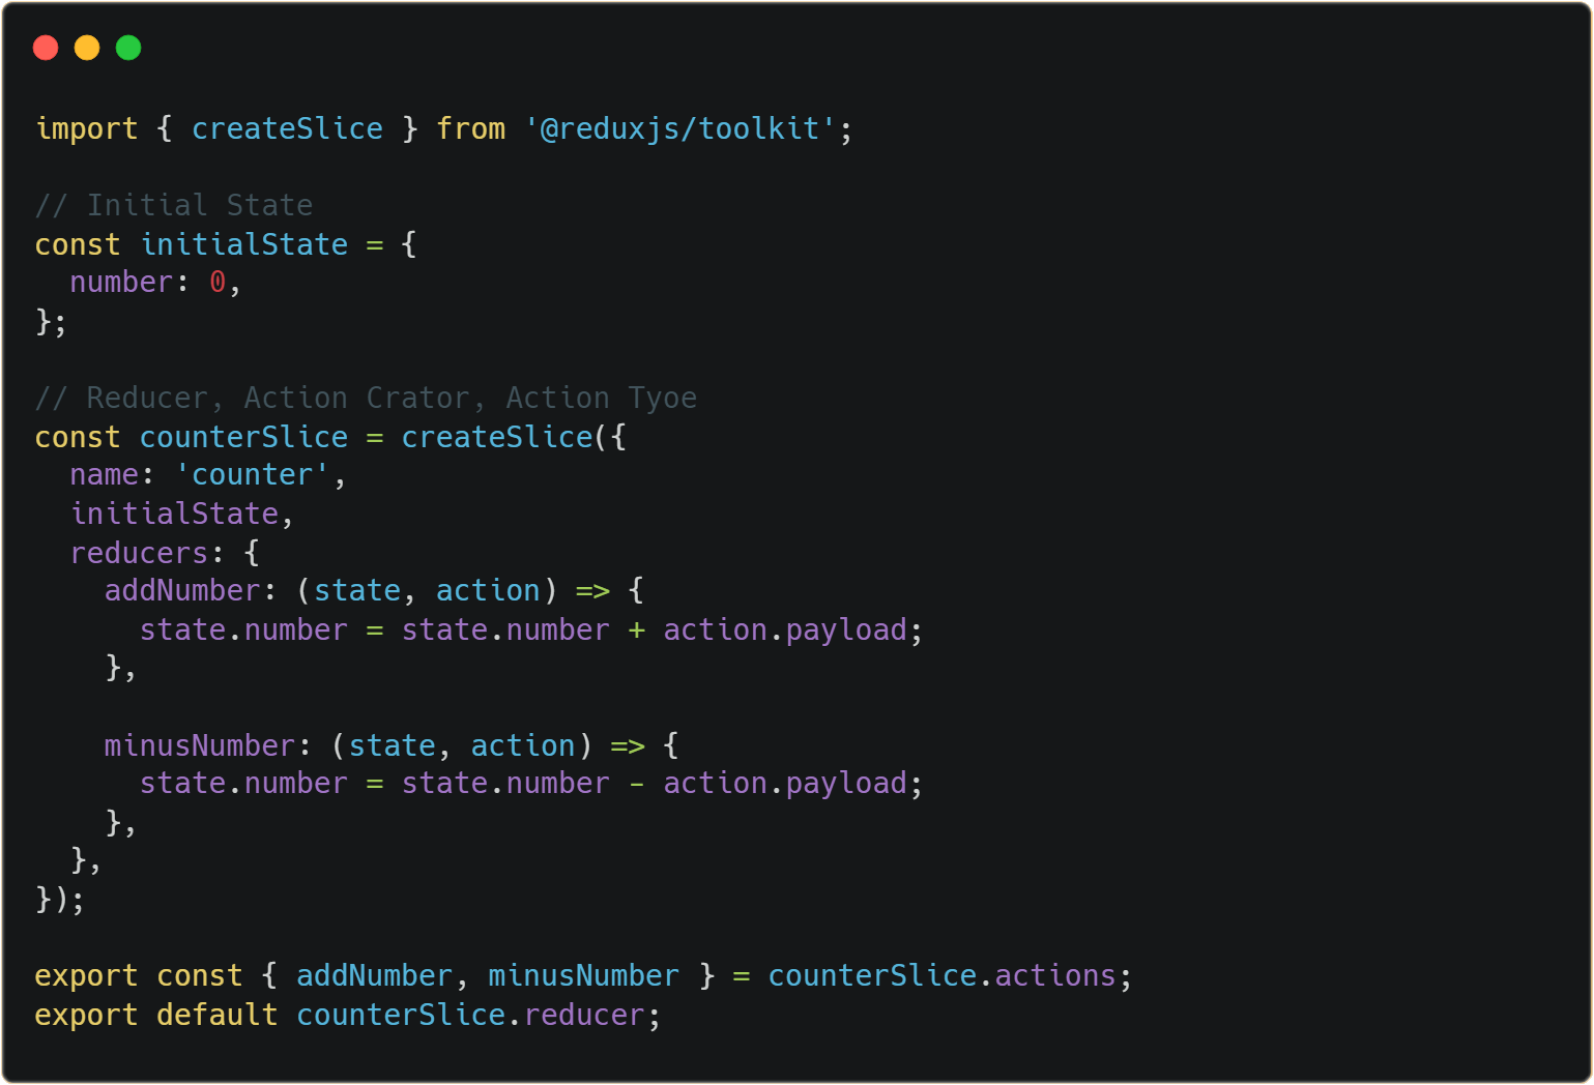 import { createSlice } from '@reduxjs/toolkit';
// Initial State
const initialState = {
  number: 0,
};
// Reducer, Action Crator, Action Tyoe
const counterSlice = createSlice({
  name: 'counter',
  initialState,
  reducers: {
    addNumber: (state, action) => {
      state.number = state.number + action.payload;
    },
    minusNumber: (state, action) => {
      state.number = state.number - action.payload;
    },
  },
});
export const { addNumber, minusNumber } = counterSlice.actions;
export default counterSlice.reducer;